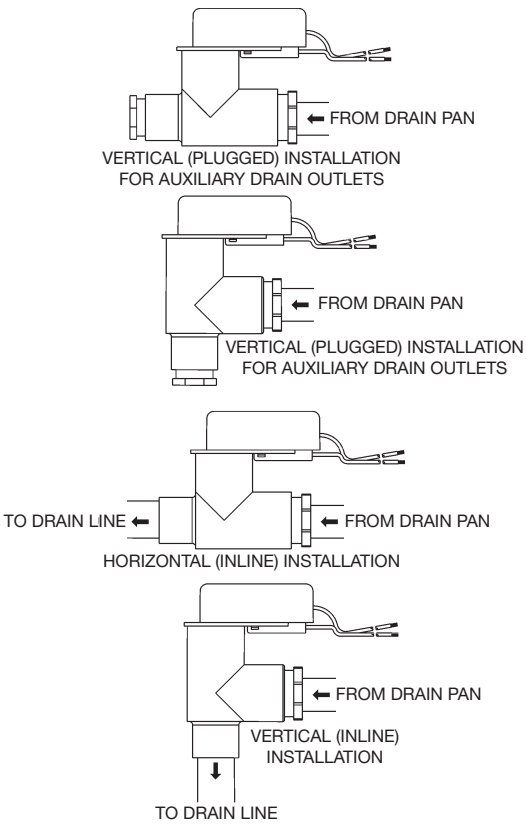 FROM DRAIN PAN
VERTICAL (PLUGGED) INSTALLATION
FOR AUXILIARY DRAIN OUTLETS
FROM DRAIN PAN
VERTICAL (PLUGGED) INSTALLATION
FOR AUXILIARY DRAIN OUTLETS
TO DRAIN LINE
FROM DRAIN PAN
HORIZONTAL (INLINE) INSTALLATION
FROM DRAIN PAN
VERTICAL (INLINE)
INSTALLATION
TO DRAIN LINE